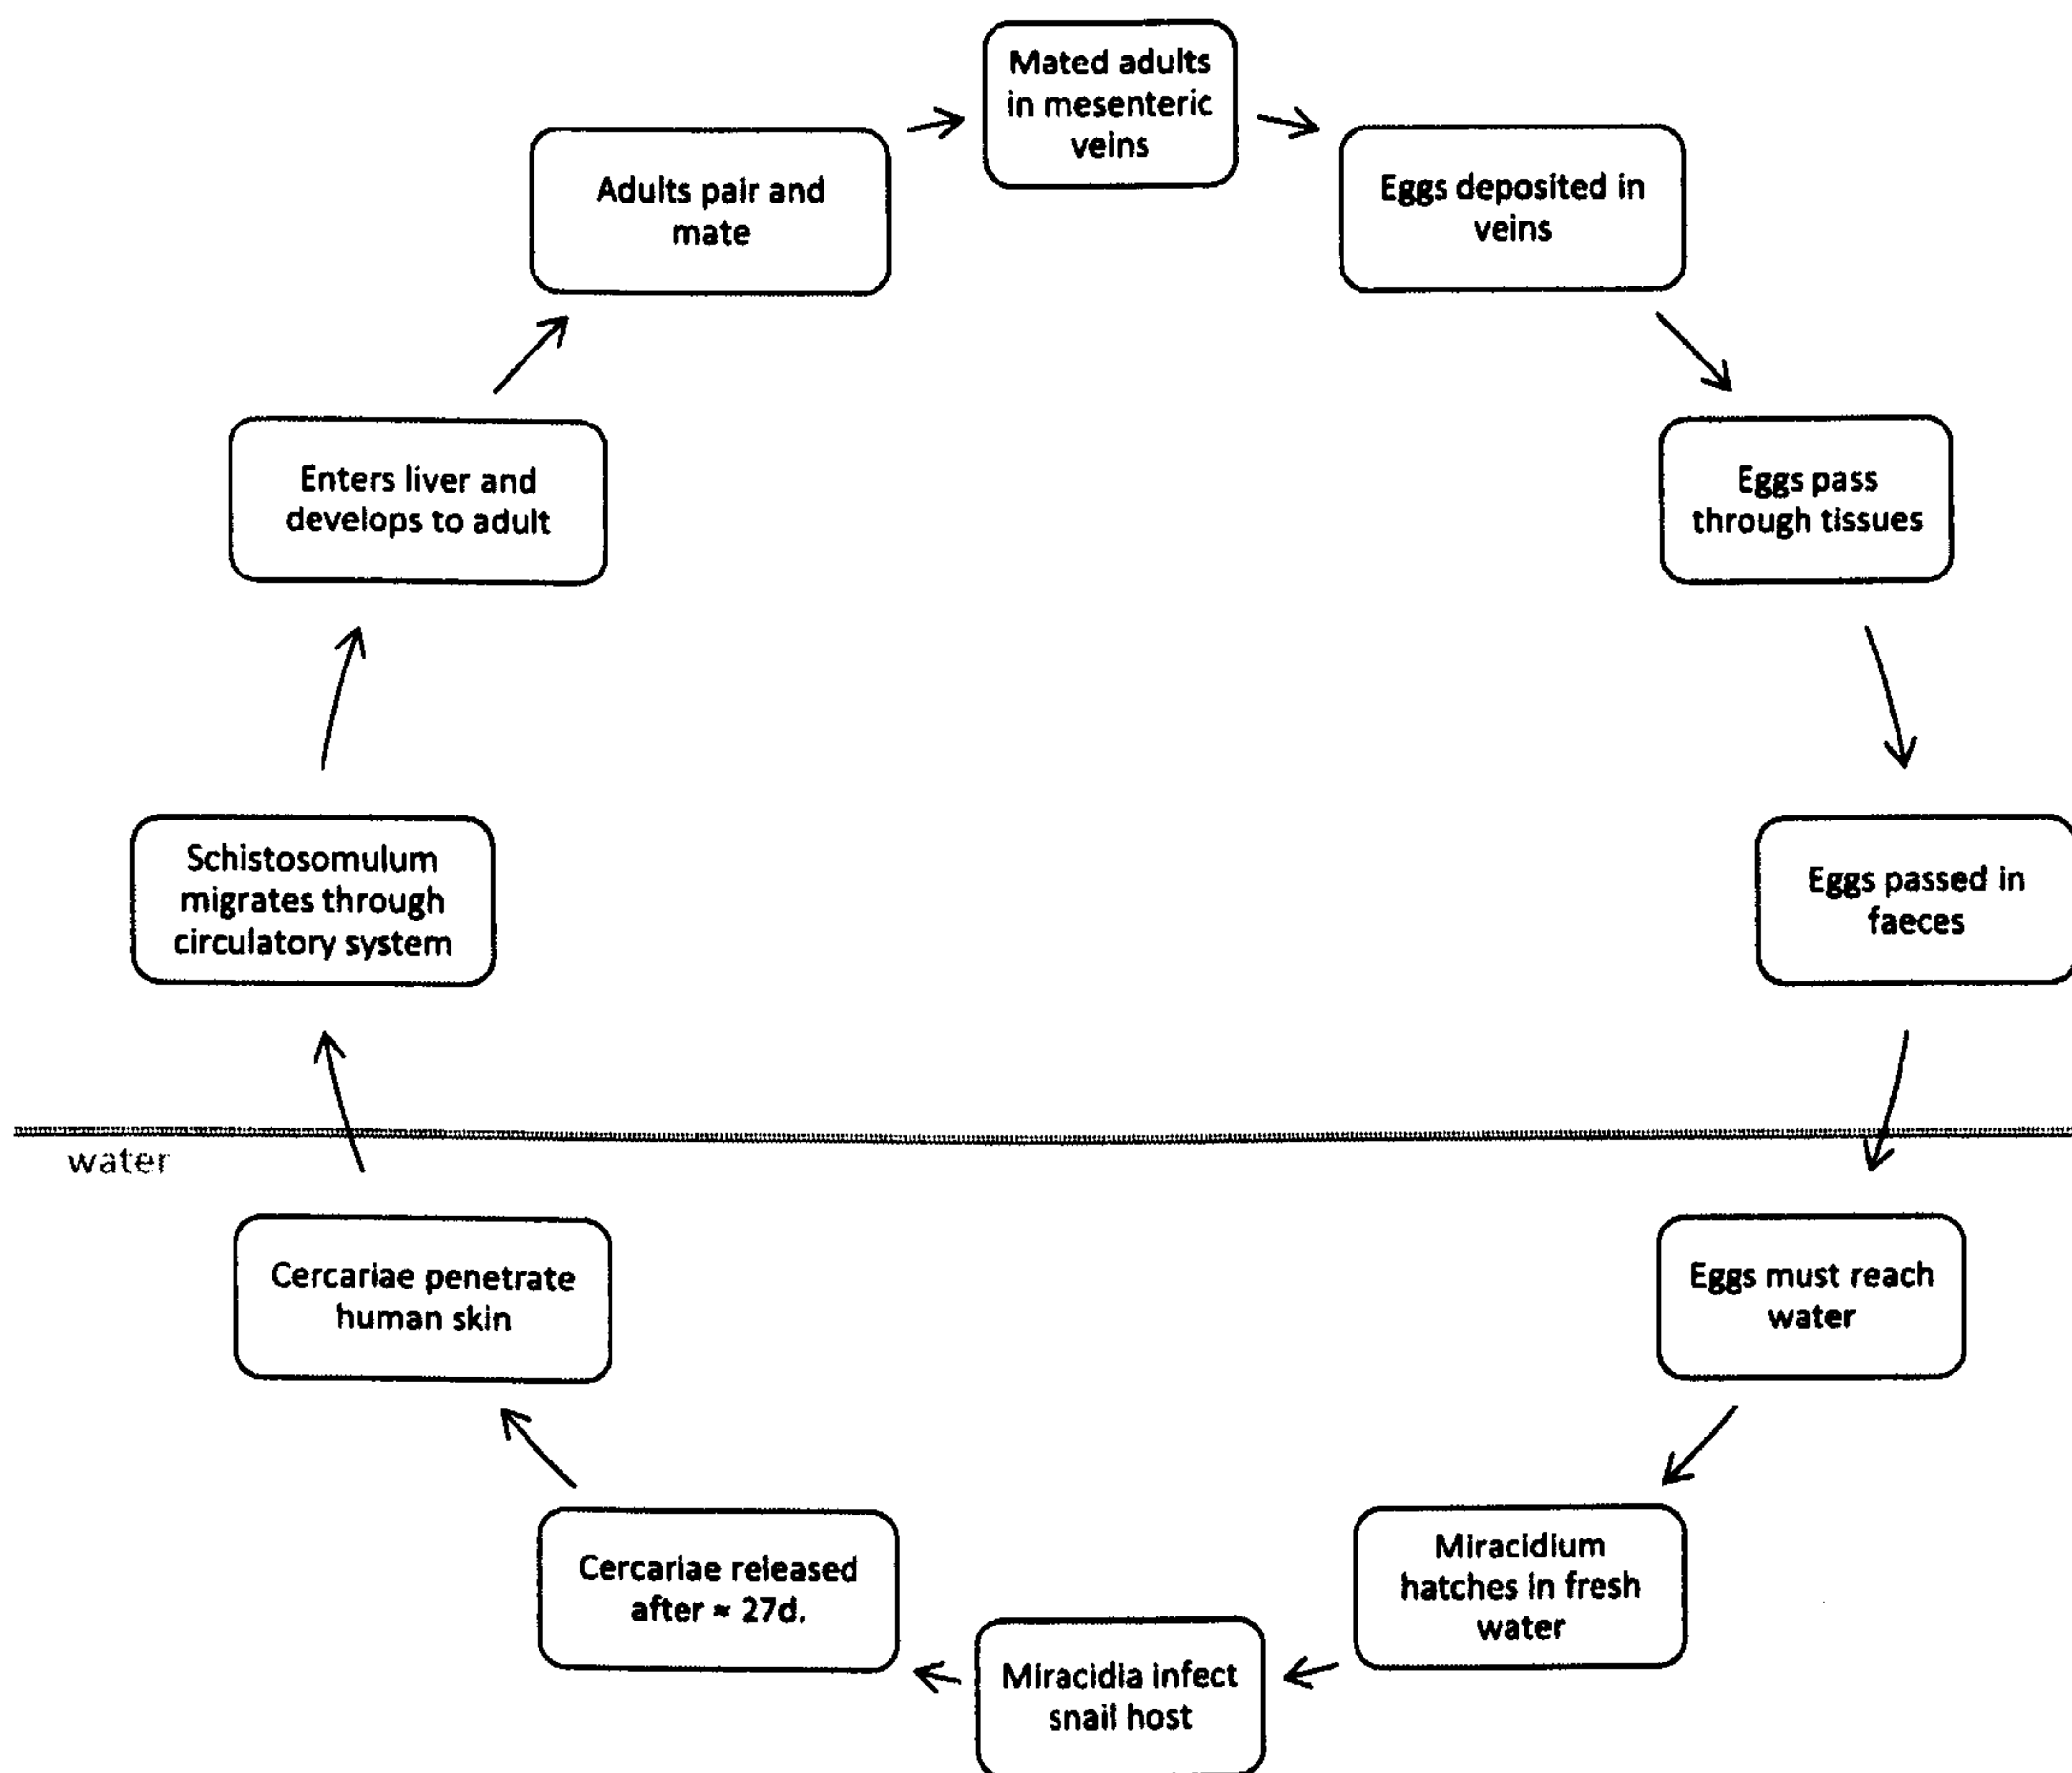 Mated adults
in mesenteric
veins
Adults pair and
mate
Eggs deposited in
veins
Enters liver and
develops to adult
Eggs pass
through tissues
Schistosomulum
migrates through
circulatory system
Eggs passed in
faeces
water
Cercariae penetrate
human skin
Eggs must reach
water
Cercariae released
after ≈ 27d.
Miracidium
hatches in fresh
water
Miracidia infect
snail host